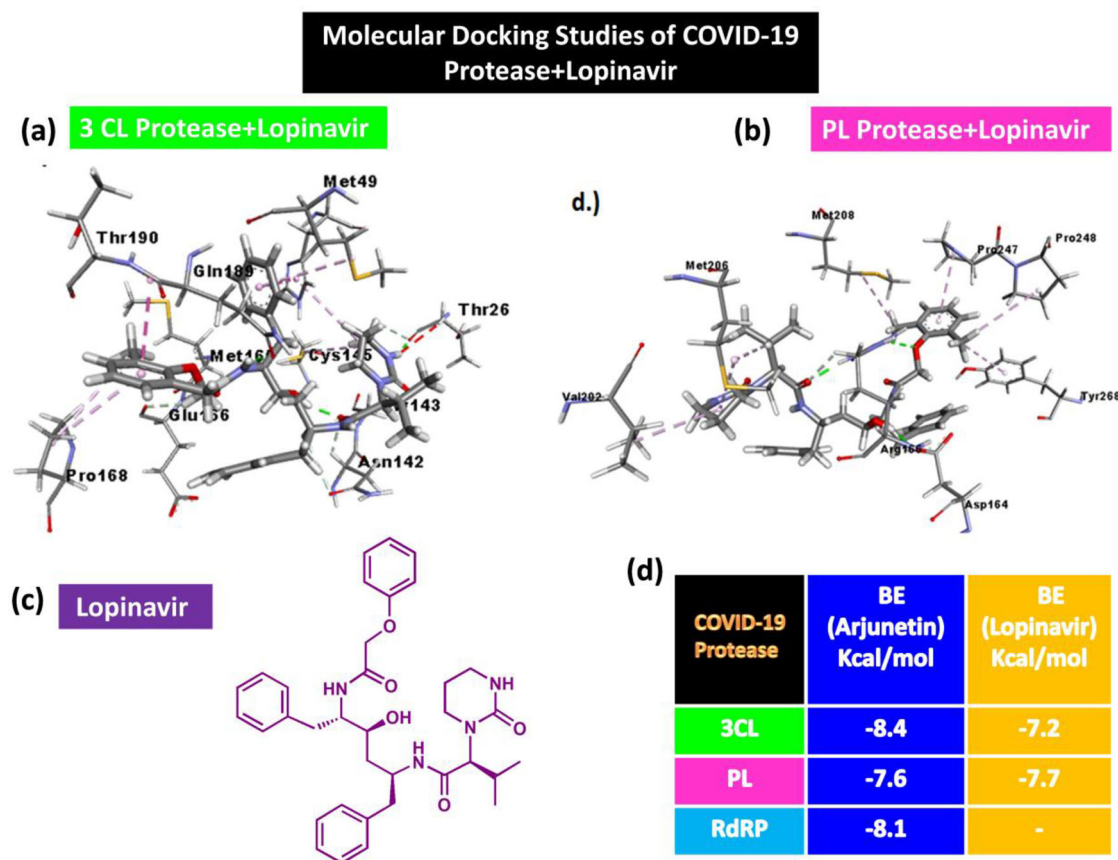 Molecular Docking Studies of COVID-19
Protease+Lopinavir
(a)
3 CL Protease+Lopinavir
(b)
PL Protease+Lopinavir
Met49
Thr190
Gln189
Thr26
Cys145
Glu166
Asn142
Pro168
d.)
Met208
Pro247
Pro248
Met206
Val202
Tyr268
Arg166
Asp164
(c)
Lopinavir
O
O
HN
OH
NH
N
O
H
N
O
(d)
COVID-19
Protease
BE
(Arjunetin)
Kcal/mol
BE
(Lopinavir)
Kcal/mol
3CL
-8.4
-7.2
PL
-7.6
-7.7
RdRP
-8.1
-